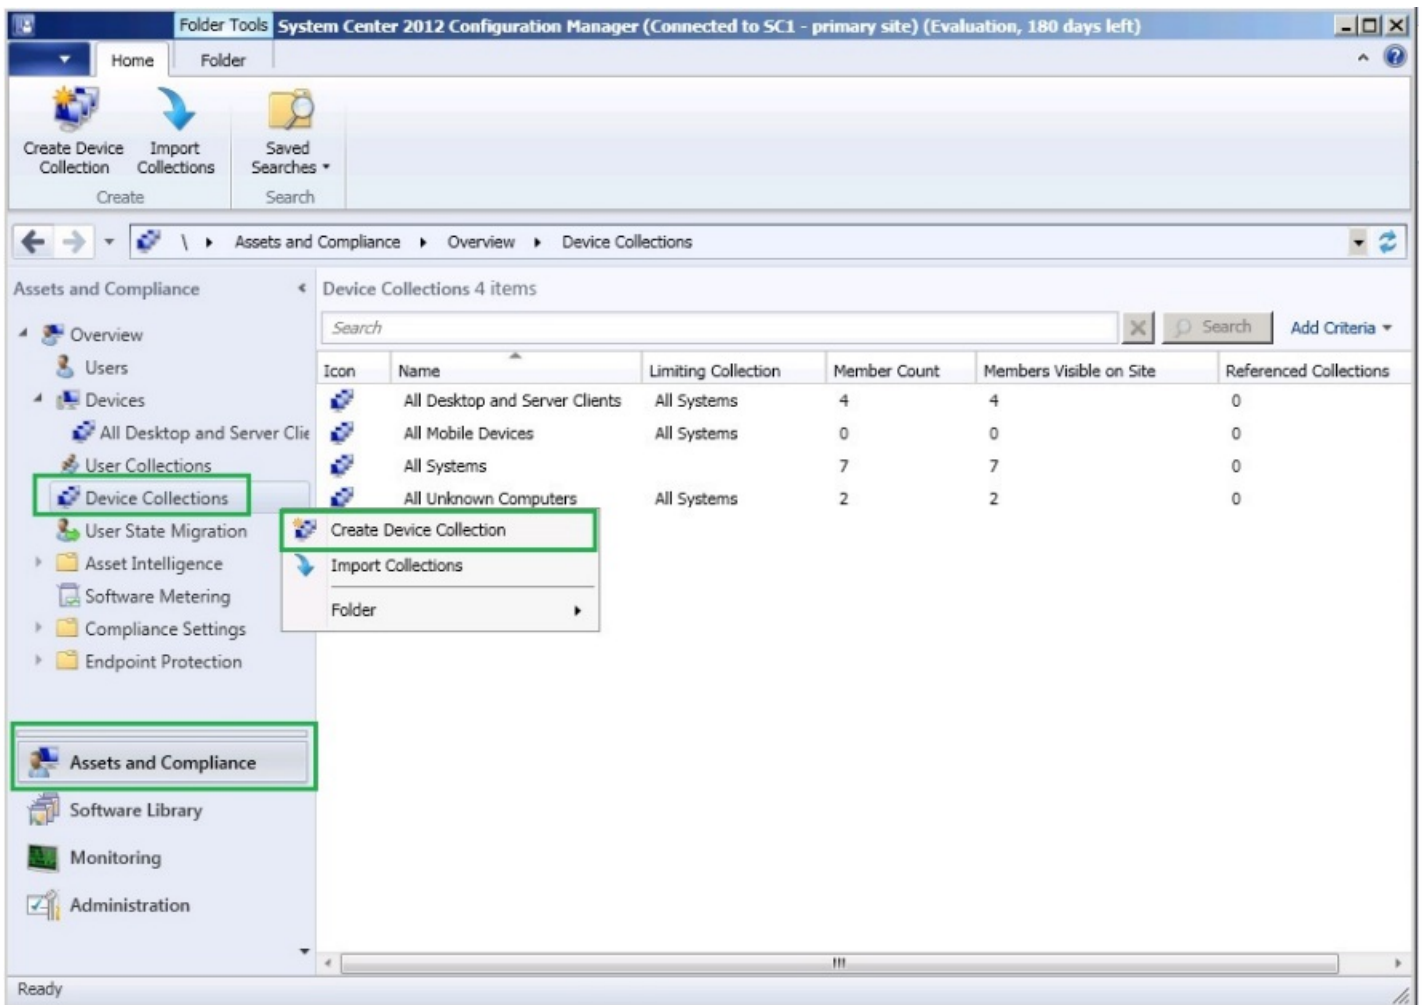 Folder Tools System Center 2012 Configuration Manager (Connected to SC1 - primary site) (Evaluation, 180 days left)
Home Folder
Create Device Collection
Import Collections
Saved Searches
Create Search
\ Assets and Compliance Overview Device Collections
Assets and Compliance
Overview
Users
Devices
All Desktop and Server Clie
User Collections
Device Collections
User State Migration
Asset Intelligence
Software Metering
Compliance Settings
Endpoint Protection
Assets and Compliance
Software Library
Monitoring
Administration
Device Collections 4 items
Search Search Add Criteria
Icon Name Limiting Collection Member Count Members Visible on Site Referenced Collections
All Desktop and Server Clients All Systems 4 4 0
All Mobile Devices All Systems 0 0 0
All Systems 7 7 0
All Unknown Computers All Systems 2 2 0
Create Device Collection
Import Collections
Folder
Ready